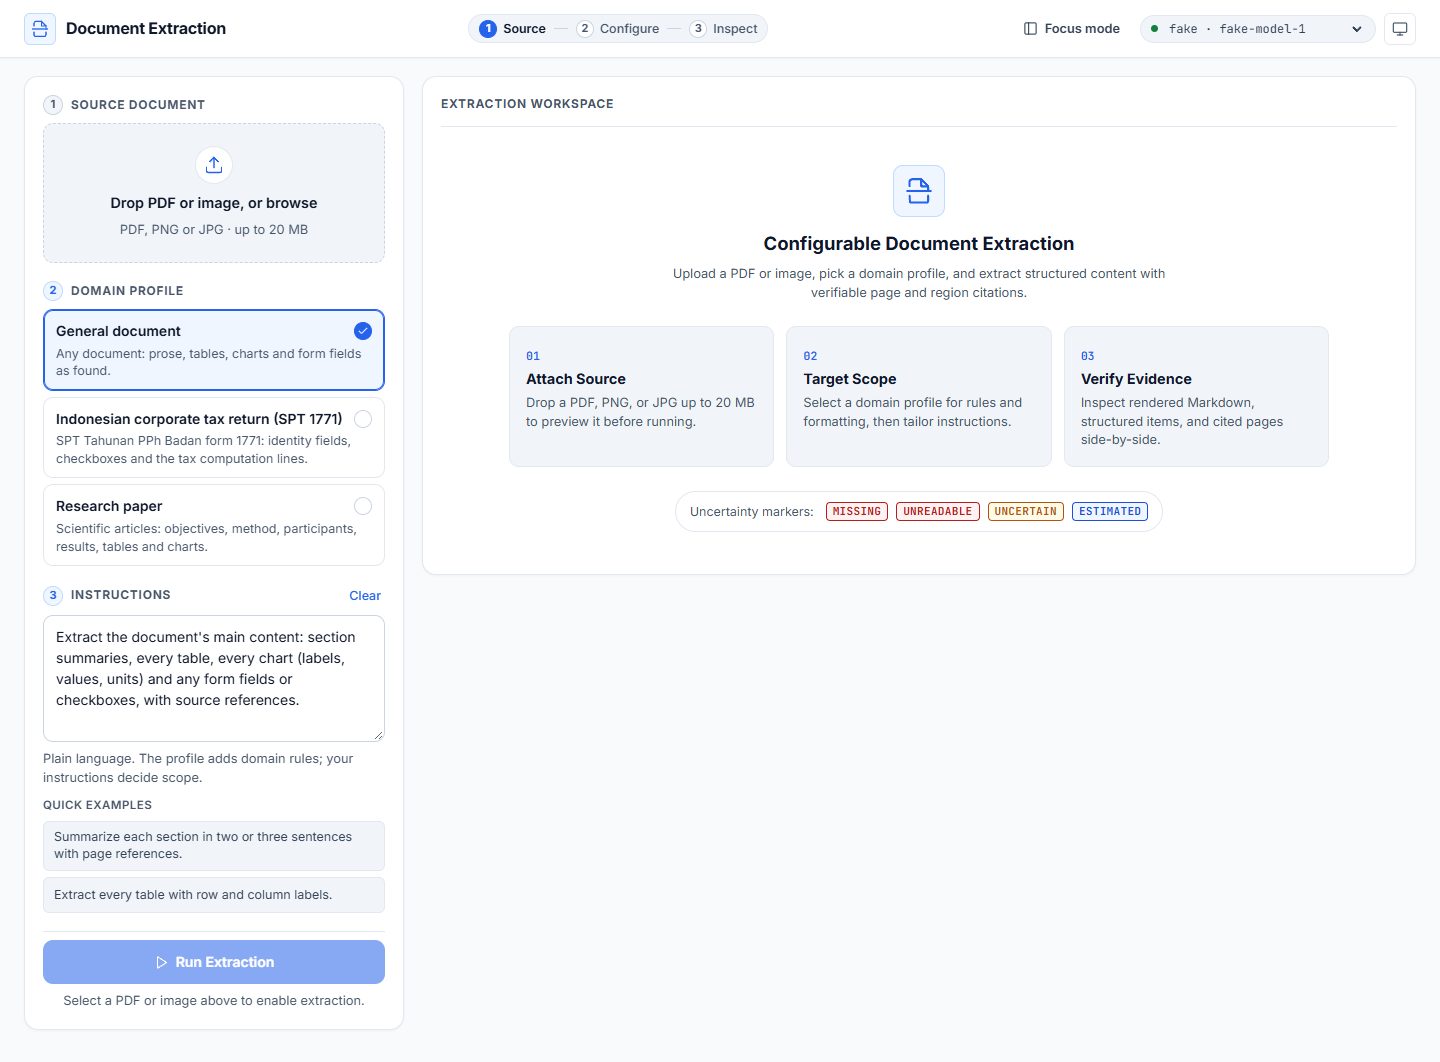 Document Extraction
1 Source
2 Configure
3 Inspect
Focus mode
fake · fake-model-1
1 SOURCE DOCUMENT
Drop PDF or image, or browse
PDF, PNG or JPG · up to 20 MB
2 DOMAIN PROFILE
General document
Any document: prose, tables, charts and form fields
as found.
Indonesian corporate tax return (SPT 1771)
SPT Tahunan PPh Badan form 1771: identity fields,
checkboxes and the tax computation lines.
Research paper
Scientific articles: objectives, method, participants,
results, tables and charts.
3 INSTRUCTIONS
Clear
Extract the document's main content: section
summaries, every table, every chart (labels,
values, units) and any form fields or
checkboxes, with source references.
Plain language. The profile adds domain rules; your
instructions decide scope.
QUICK EXAMPLES
Summarize each section in two or three sentences
with page references.
Extract every table with row and column labels.
Run Extraction
Select a PDF or image above to enable extraction.
EXTRACTION WORKSPACE
Configurable Document Extraction
Upload a PDF or image, pick a domain profile, and extract structured content with
verifiable page and region citations.
01
Attach Source
Drop a PDF, PNG, or JPG up to 20 MB
to preview it before running.
02
Target Scope
Select a domain profile for rules and
formatting, then tailor instructions.
03
Verify Evidence
Inspect rendered Markdown,
structured items, and cited pages
side-by-side.
Uncertainty markers: MISSING UNREADABLE UNCERTAIN ESTIMATED